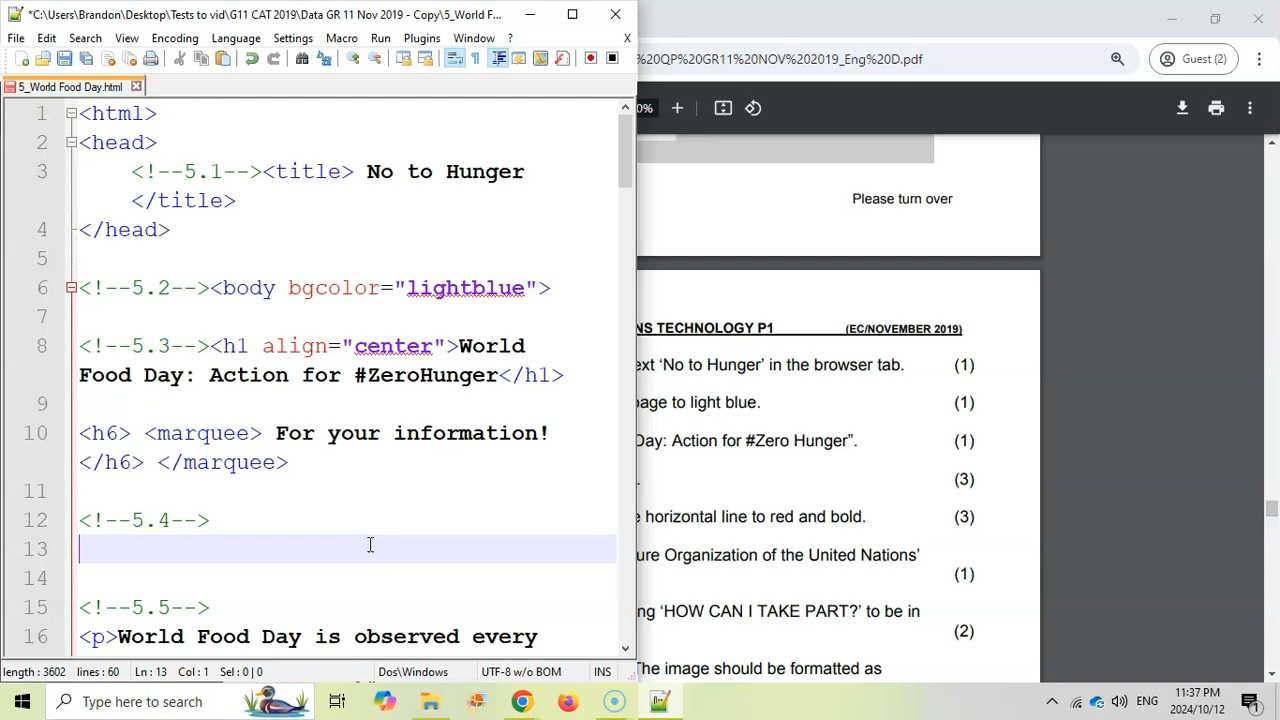 *C:\Users\Brandon\Desktop\Tests to vid\G11 CAT 2019\Data GR 11 Nov 2019 - Copy\5_World F...
File Edit Search View Encoding Language Settings Macro Run Plugins Window ? X
5_World Food Day.html
1 <html>
2 <head>
3 <!--5.1--><title> No to Hunger
</title>
4 </head>
5
6 <!--5.2--><body bgcolor="lightblue">
7
8 <!--5.3--><h1 align="center">World
Food Day: Action for #ZeroHunger</h1>
9
10 <h6> <marquee> For your information!
</h6> </marquee>
11
12 <!--5.4-->
13
14
15 <!--5.5-->
16 <p>World Food Day is observed every
length: 3602 lines: 60 Ln: 13 Col: 1 Sel: 0 | 0 Dos\Windows UTF-8 w/o BOM INS
%20QP%20GR11%20NOV%202019_Eng%20D.pdf
Guest (2)
0%
Please turn over
NS TECHNOLOGY P1 (EC/NOVEMBER 2019)
ext ‘No to Hunger’ in the browser tab. (1)
page to light blue. (1)
Day: Action for #Zero Hunger”. (1)
. (3)
e horizontal line to red and bold. (3)
ure Organization of the United Nations’
(1)
ng ‘HOW CAN I TAKE PART?’ to be in
(2)
The image should be formatted as
Type here to search
ENG
11:37 PM
2024/10/12
1